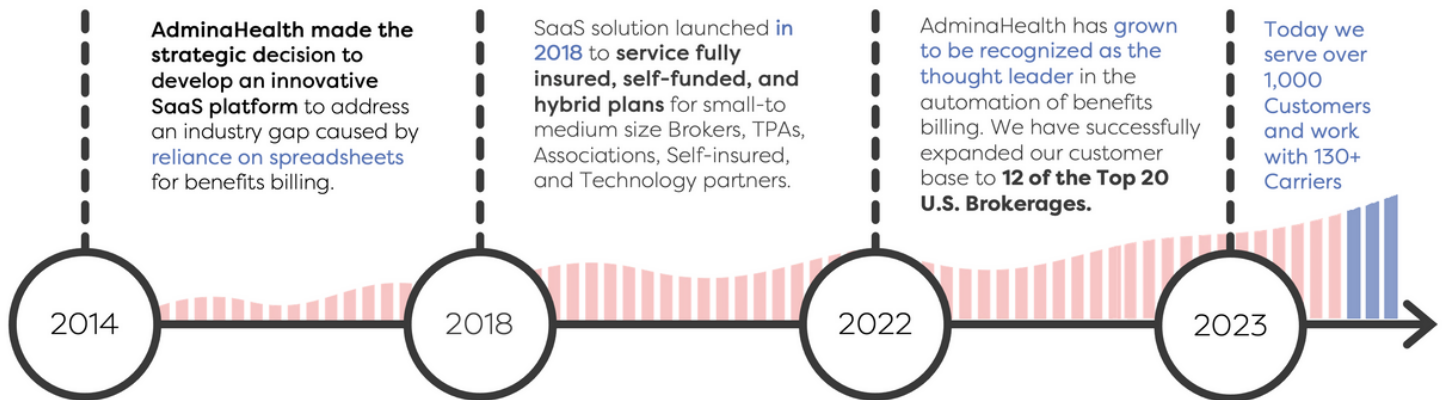 AdminaHealth made the
strategic decision to
develop an innovative
SaaS platform to address
an industry gap caused by
reliance on spreadsheets
for benefits billing.
SaaS solution launched in
2018 to service fully
insured, self-funded, and
hybrid plans for small-to
medium size Brokers, TPAs,
Associations, Self-insured,
and Technology partners.
AdminaHealth has grown
to be recognized as the
thought leader in the
automation of benefits
billing. We have successfully
expanded our customer
base to 12 of the Top 20
U.S. Brokerages.
Today we
serve over
1,000
Customers
and work
with 130+
Carriers
2014
2018
2022
2023